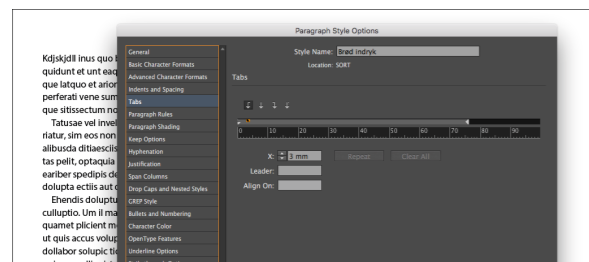 Paragraph Style Options
General
Basic Character Formats
Advanced Character Formats
Indents and Spacing
Tabs
Paragraph Rules
Paragraph Shading
Keep Options
Hyphenation
Justification
Span Columns
Drop Caps and Nested Styles
GREP Style
Bullets and Numbering
Character Color
OpenType Features
Underline Options
Style Name: Brød indryk
Location: SORT
Tabs
0 10 20 30 40 50 60 70 80 90
X: 3 mm Repeat Clear All
Leader:
Align On:
Kdjskjdll inus quo
quidunt et unt eaq
que latquo et arior
perferati vene sum
que sitissectum no
Tatusae vel invel
riatur, sim eos non
alibusda ditiaesciis
tas pelit, optaquia
eariber spedipis de
dolupta ectiis aut
Ehendis doluptu
culluptio. Um il ma
quamet plicient m
ut quis accus volup
dollabor solupic tio